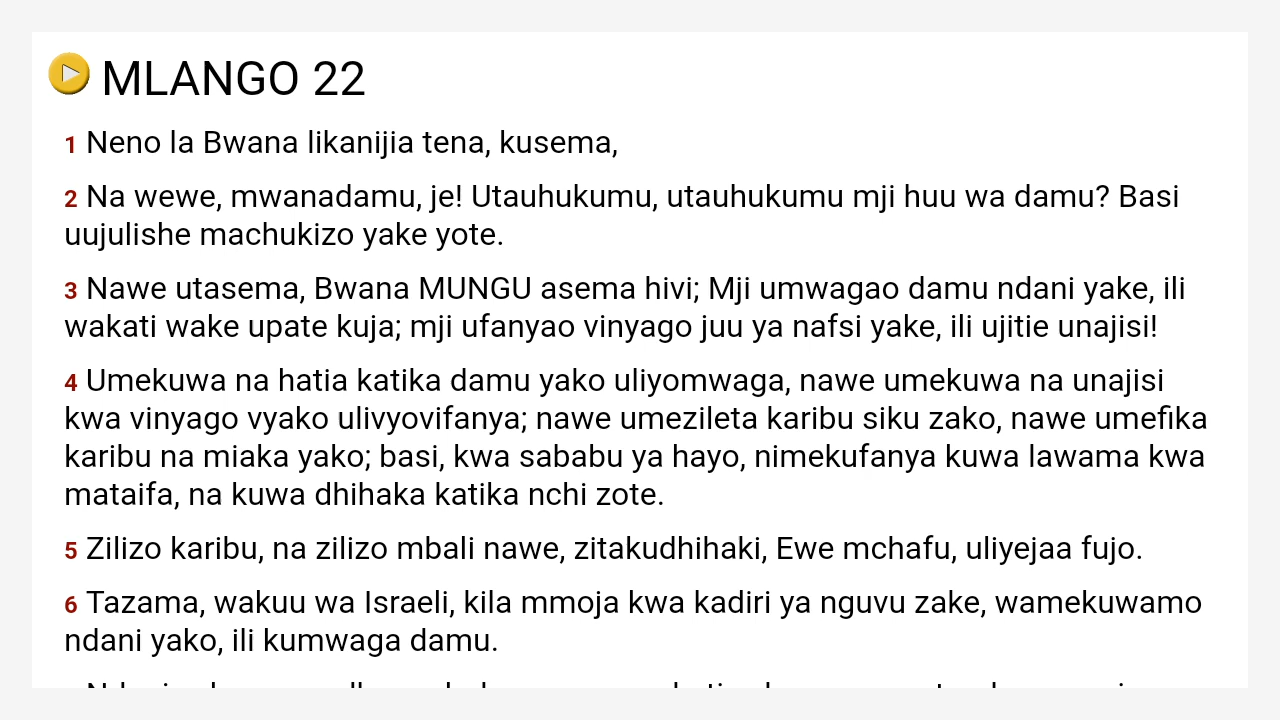 MLANGO 22
1 Neno la Bwana likanijia tena, kusema,
2 Na wewe, mwanadamu, je! Utauhukumu, utauhukumu mji huu wa damu? Basi
uujulishe machukizo yake yote.
3 Nawe utasema, Bwana MUNGU asema hivi; Mji umwagao damu ndani yake, ili
wakati wake upate kuja; mji ufanyao vinyago juu ya nafsi yake, ili ujitie unajisi!
4 Umekuwa na hatia katika damu yako uliyomwaga, nawe umekuwa na unajisi
kwa vinyago vyako ulivyovifanya; nawe umezileta karibu siku zako, nawe umefika
karibu na miaka yako; basi, kwa sababu ya hayo, nimekufanya kuwa lawama kwa
mataifa, na kuwa dhihaka katika nchi zote.
5 Zilizo karibu, na zilizo mbali nawe, zitakudhihaki, Ewe mchafu, uliyejaa fujo.
6 Tazama, wakuu wa Israeli, kila mmoja kwa kadiri ya nguvu zake, wamekuwamo
ndani yako, ili kumwaga damu.